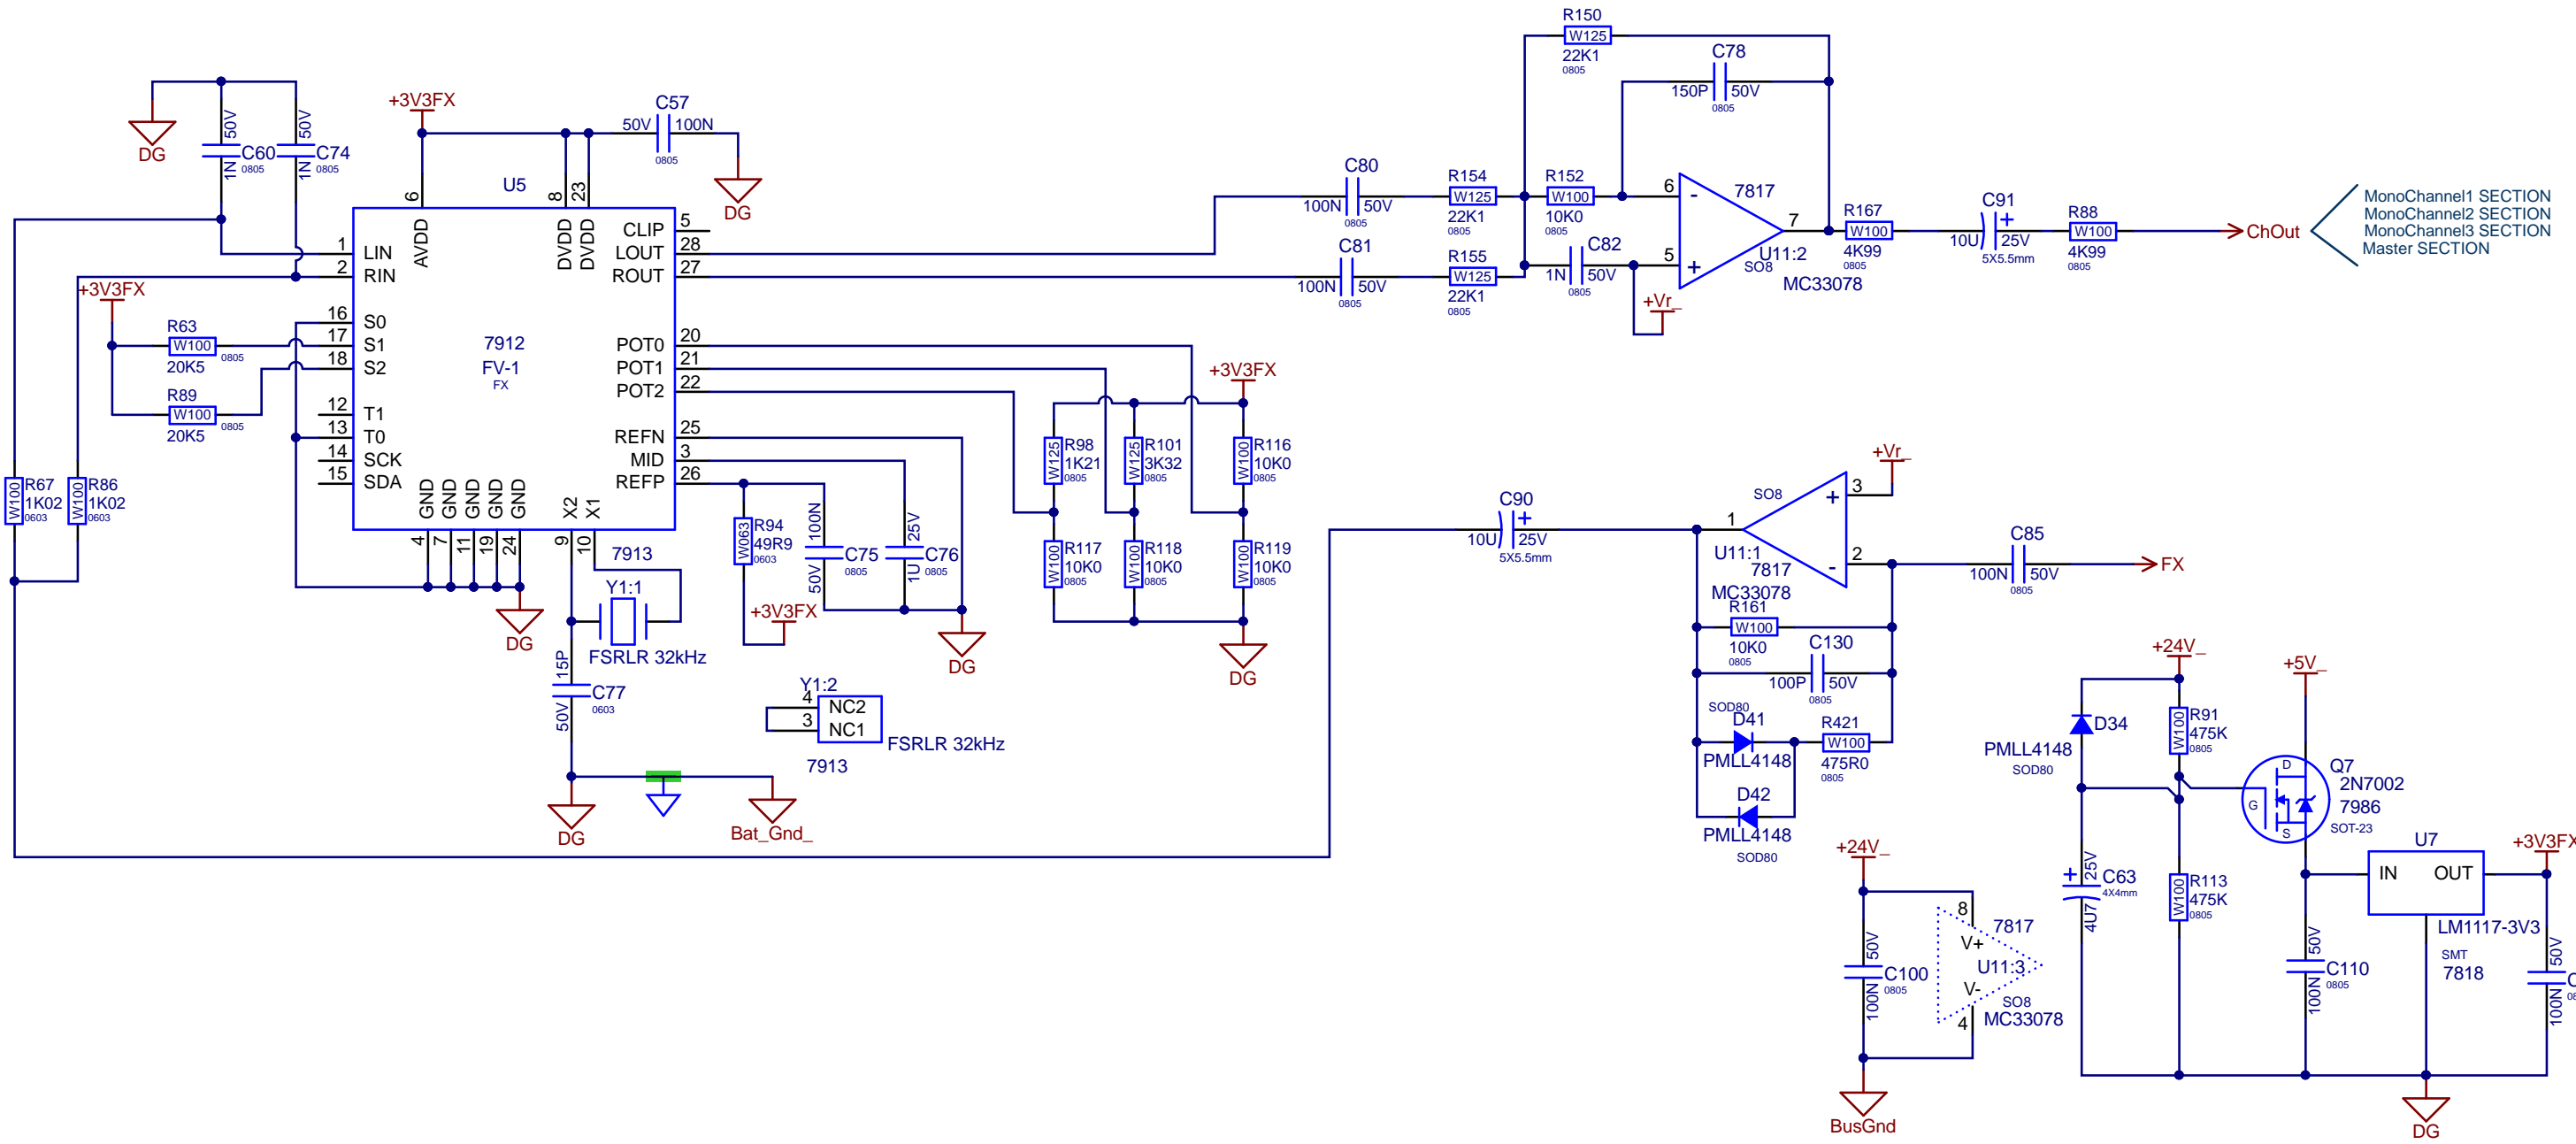 R150
W125
22K1
0805
C78
150P 50V
0805
+3V3FX
C57
50V 100N
0805
DG
50V
C60
0805
1N
50V
C74
0805
1N
DG
U5
6
8
23
AVDD
DVDD
DVDD
1 LIN
2 RIN
16 S0
17 S1
18 S2
12 T1
13 T0
14 SCK
15 SDA
CLIP 5
LOUT 28
ROUT 27
POT0 20
POT1 21
POT2 22
REFN 25
MID 3
REFP 26
7912
FV-1
FX
GND
GND
GND
GND
GND
X2
X1
4
7
11
19
24
9
10
+3V3FX
R63
W100
0805
20K5
R89
W100
0805
20K5
R67
W100
1K02
0603
R86
W100
1K02
0603
DG
7913
Y1:1
FSRLR 32kHz
15P
C77
0603
50V
DG
Bat_Gnd_
Y1:2
4 NC2
3 NC1
FSRLR 32kHz
7913
R94
W063
49R9
0603
+3V3FX
100N
C75
0805
50V
25V
C76
0805
1U
DG
+3V3FX
R98
W125
1K21
0805
R101
W125
3K32
0805
R116
W100
10K0
0805
R117
W100
10K0
0805
R118
W100
10K0
0805
R119
W100
10K0
0805
DG
C80
100N 50V
0805
C81
100N 50V
0805
R154
W125
22K1
0805
R155
W125
22K1
0805
R152
W100
10K0
0805
C82
1N 50V
0805
+Vr_
6
-
5
+
7
7817
U11:2
SO8
MC33078
R167
W100
4K99
0805
C91
+
10U 25V
5X5.5mm
R88
W100
4K99
0805
ChOut
MonoChannel1 SECTION
MonoChannel2 SECTION
MonoChannel3 SECTION
Master SECTION
+Vr_
3
+
2
-
1
SO8
U11:1
7817
MC33078
C90
+
10U 25V
5X5.5mm
C85
100N 50V
0805
FX
R161
W100
10K0
0805
C130
100P 50V
0805
SOD80
D41
PMLL4148
R421
W100
475R0
0805
D42
PMLL4148
SOD80
+24V_
50V
C100
0805
100N
8
V+
7817
U11:3
V-
SO8
4
MC33078
BusGnd
+24V_
D34
PMLL4148
SOD80
R91
W100
475K
0805
+5V_
D
G
S
Q7
2N7002
7986
SOT-23
+ 25V
C63
4X4mm
4U7
R113
W100
475K
0805
U7
IN OUT
LM1117-3V3
SMT
7818
50V
C110
0805
100N
+3V3FX
50V
100N
DG